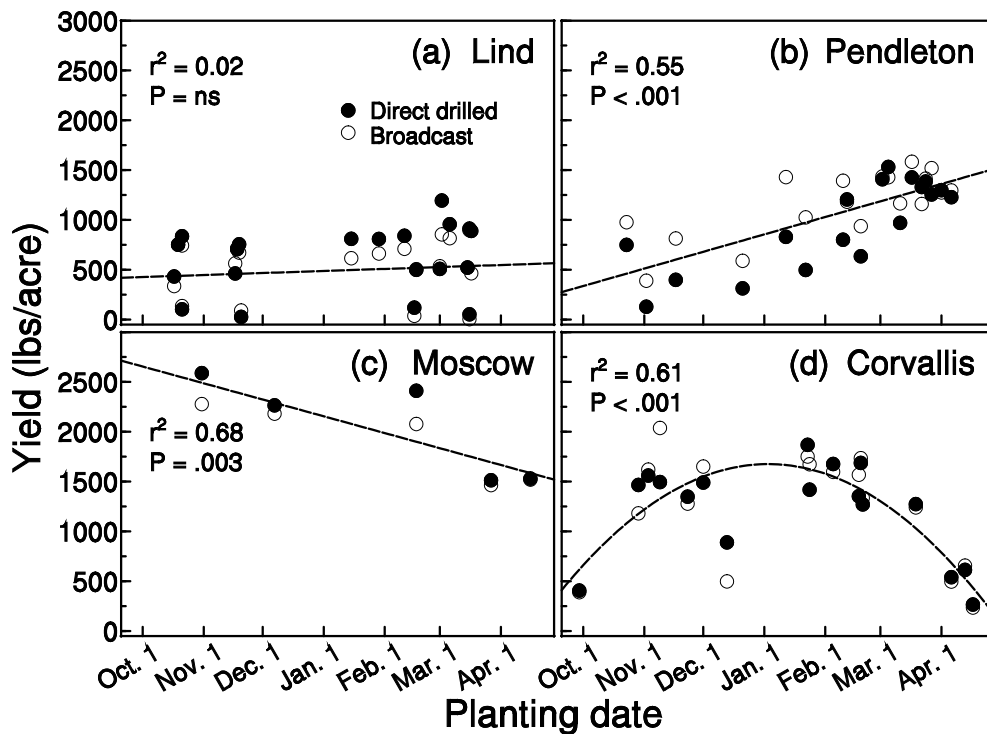 Yield (lbs/acre)
3000
2500
2000
1500
1000
500
0
(a) Lind
r² = 0.02
P = ns
Direct drilled
Broadcast
(b) Pendleton
r² = 0.55
P < .001
2500
2000
1500
1000
500
0
(c) Moscow
r² = 0.68
P = .003
(d) Corvallis
r² = 0.61
P < .001
Oct. 1 Nov. 1 Dec. 1 Jan. 1 Feb. 1 Mar. 1 Apr. 1
Oct. 1 Nov. 1 Dec. 1 Jan. 1 Feb. 1 Mar. 1 Apr. 1
Planting date